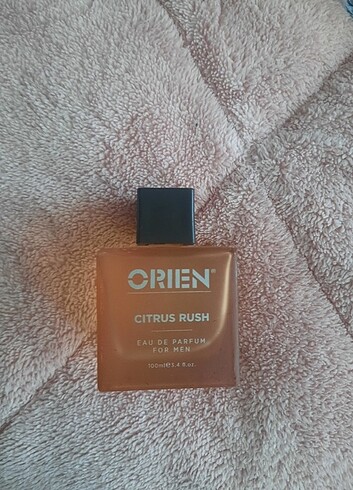 ORIEN®
CITRUS RUSH
EAU DE PARFUM
FOR MEN
100ml℮3.4 fl.oz.